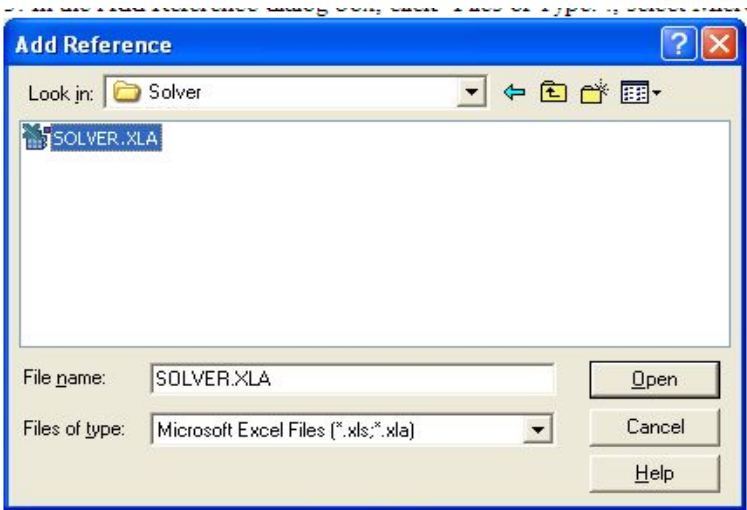 Add Reference
Look in: Solver
SOLVER.XLA
File name: SOLVER.XLA
Open
Files of type: Microsoft Excel Files (*.xls;*.xla)
Cancel
Help